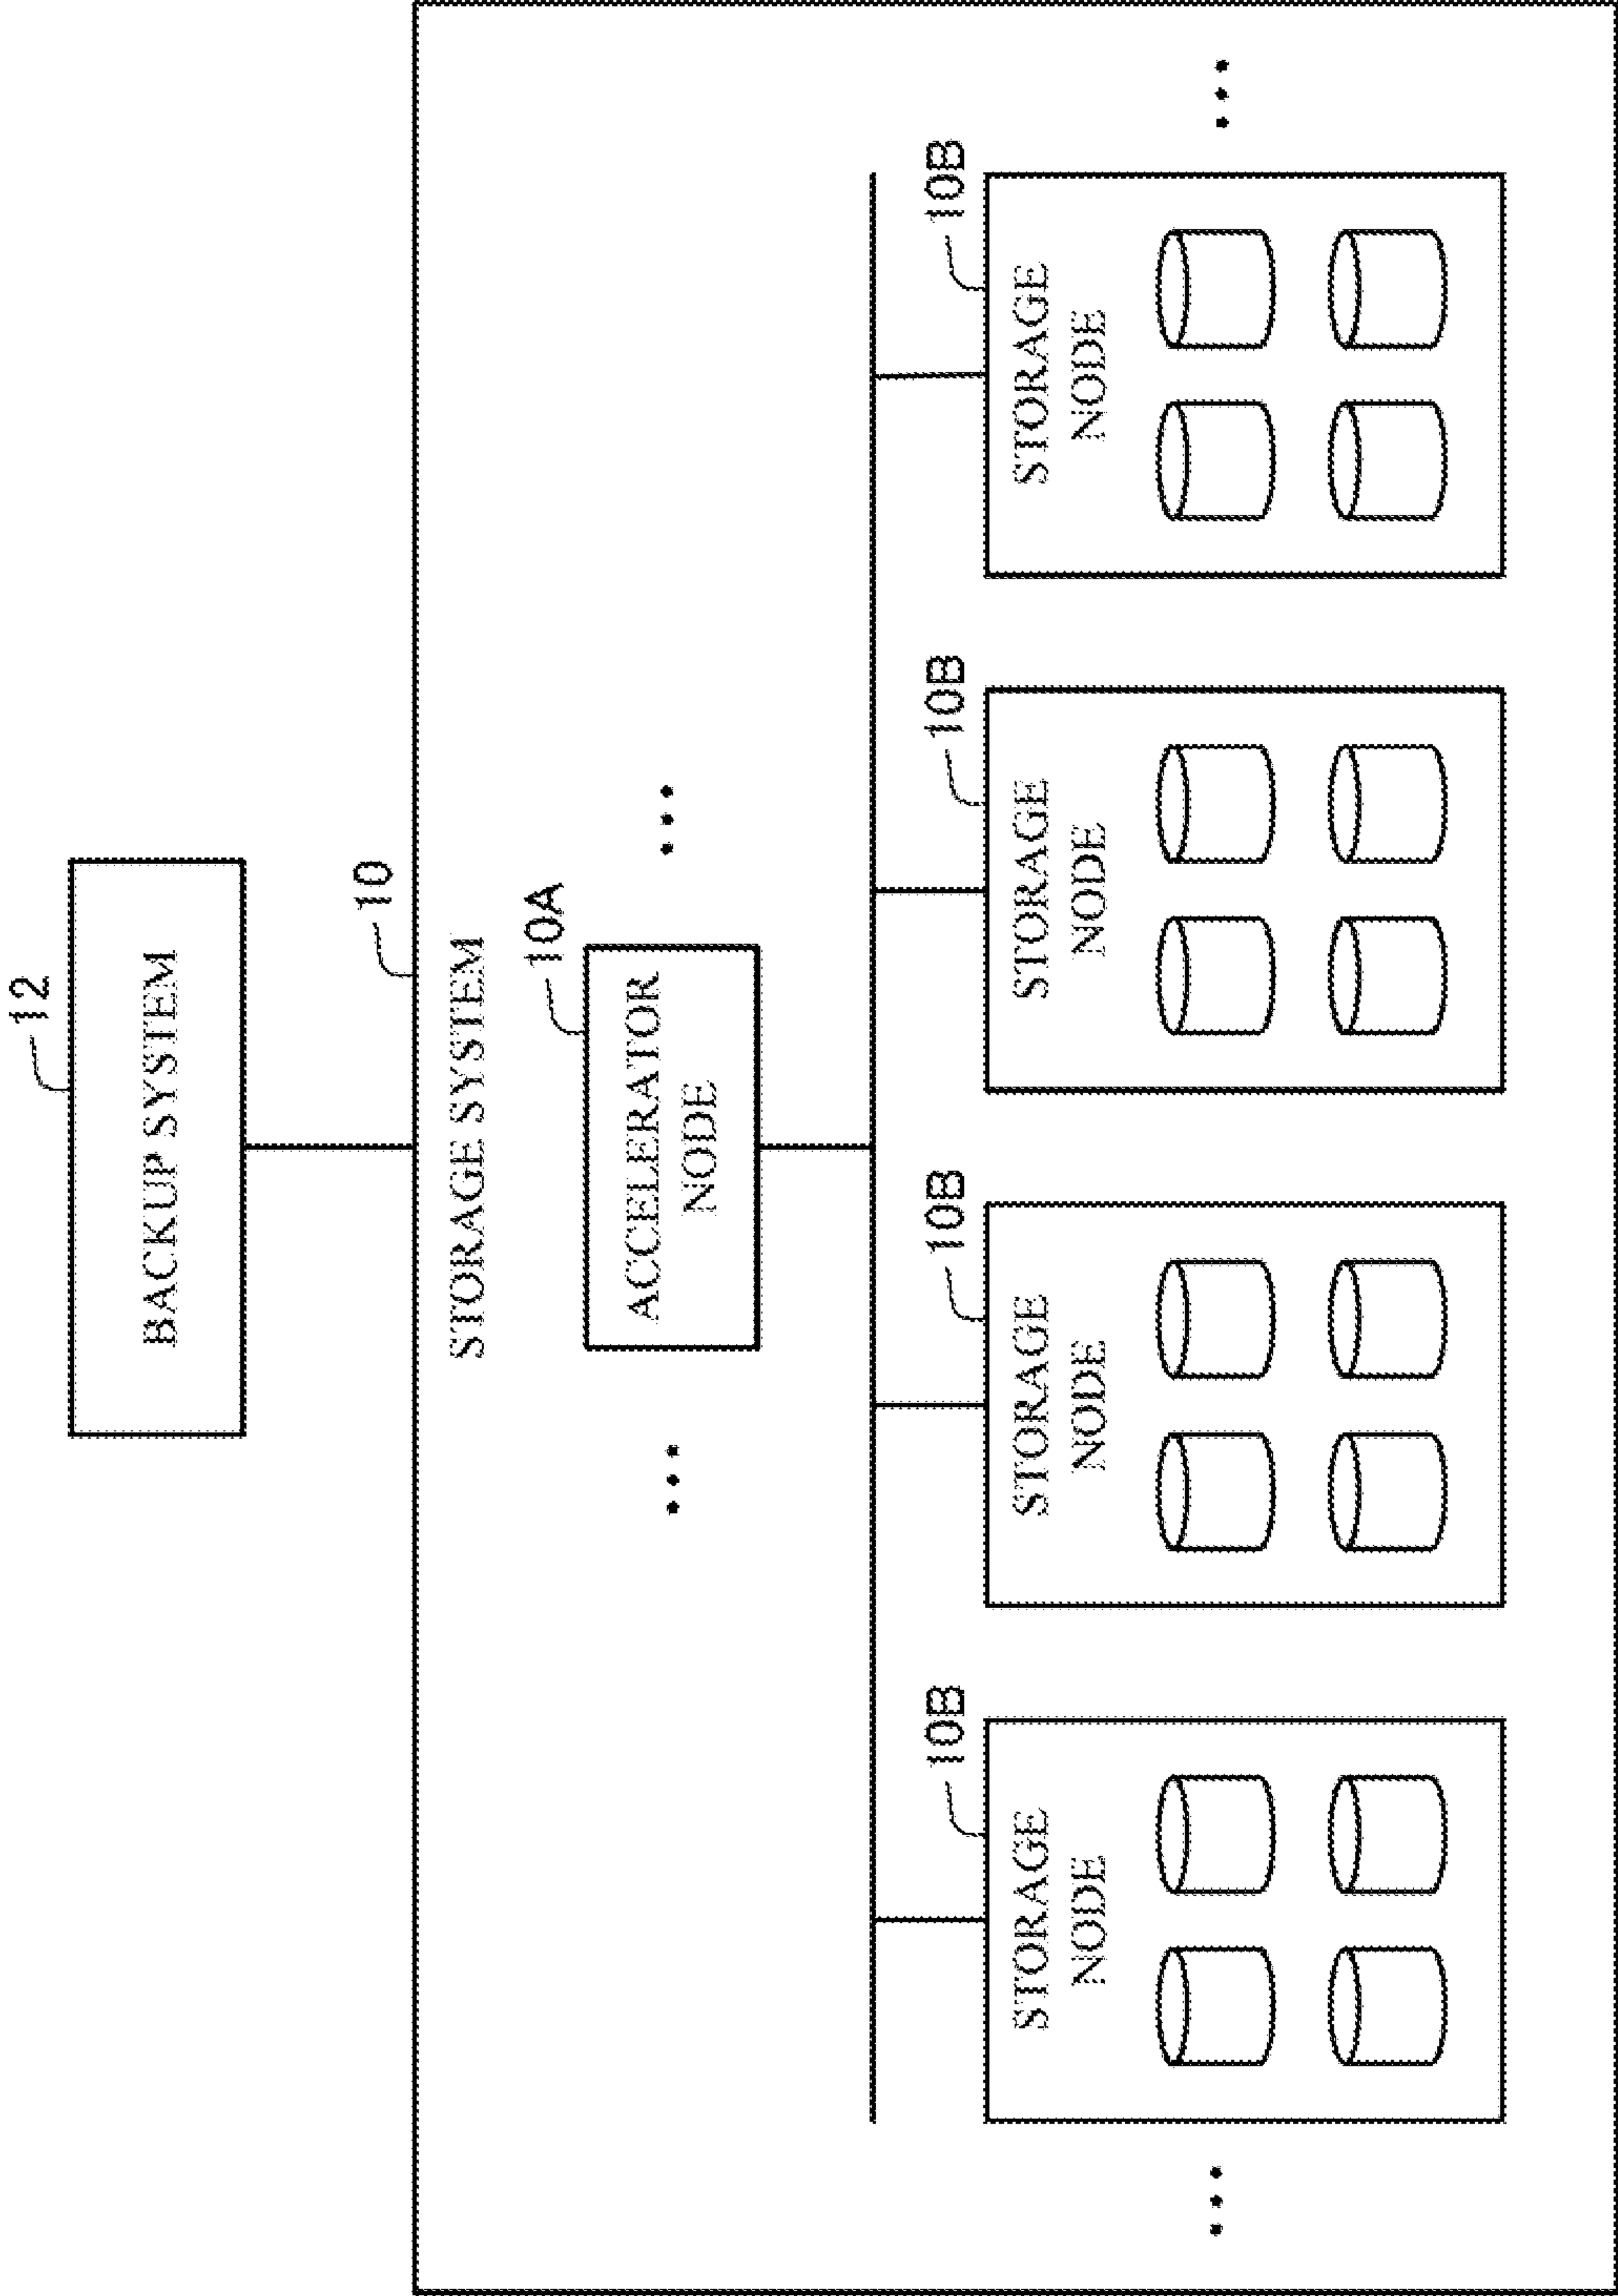 12
BACKUP SYSTEM
10
STORAGE SYSTEM
10A
ACCELERATOR
NODE
10B
STORAGE
NODE
10B
STORAGE
NODE
10B
STORAGE
NODE
10B
STORAGE
NODE